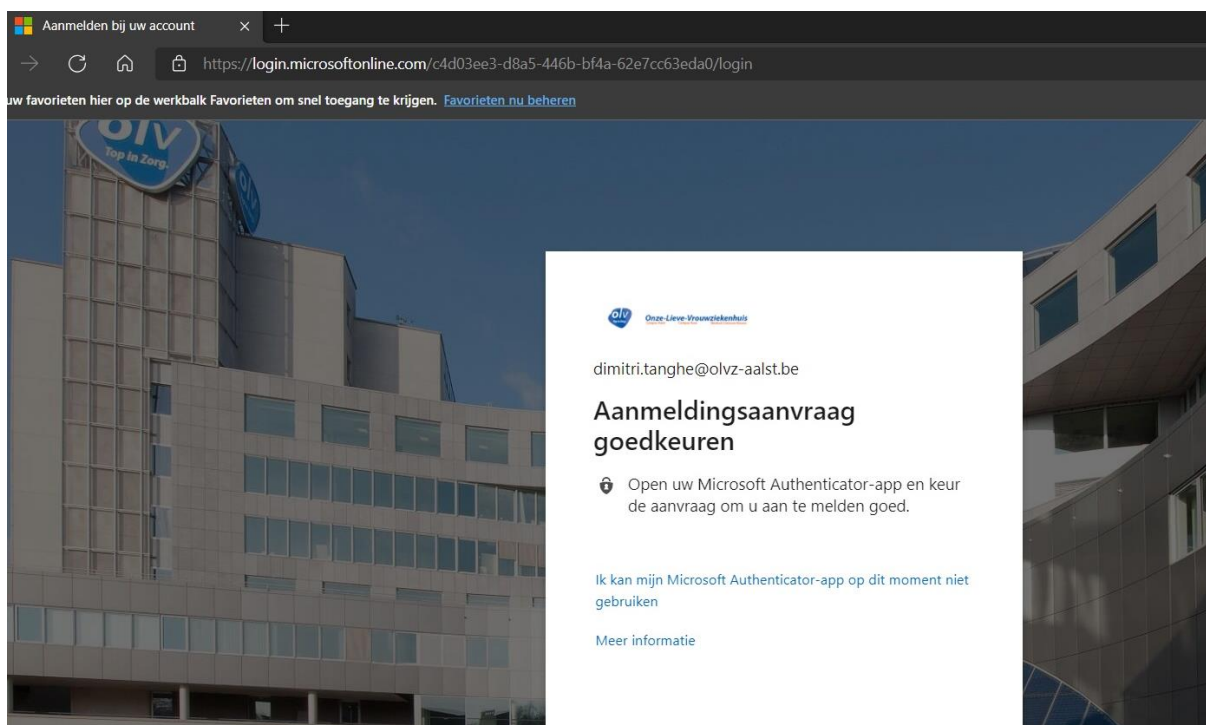 Aanmelden bij uw account
https://login.microsoftonline.com/c4d03ee3-d8a5-446b-bf4a-62e7cc63eda0/login
uw favorieten hier op de werkbalk Favorieten om snel toegang te krijgen. Favorieten nu beheren
olv
Top in Zorg.
olv
Onze-Lieve-Vrouwziekenhuis
dimitri.tanghe@olvz-aalst.be
Aanmeldingsaanvraag
goedkeuren
Open uw Microsoft Authenticator-app en keur
de aanvraag om u aan te melden goed.
Ik kan mijn Microsoft Authenticator-app op dit moment niet
gebruiken
Meer informatie